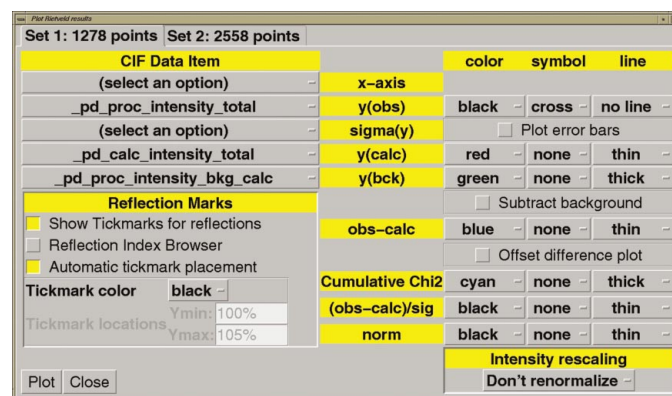 Plot Rietveld results
Set 1: 1278 points Set 2: 2558 points
CIF Data Item color symbol line
(select an option) x-axis
_pd_proc_intensity_total y(obs) black cross no line
(select an option) sigma(y) Plot error bars
_pd_calc_intensity_total y(calc) red none thin
_pd_proc_intensity_bkg_calc y(bck) green none thick
Reflection Marks Subtract background
Show Tickmarks for reflections obs-calc blue none thin
Reflection Index Browser
Automatic tickmark placement Offset difference plot
Tickmark color black Cumulative Chi2 cyan none thick
Tickmark locations Ymin: 100% (obs-calc)/sig black none thin
Ymax: 105% norm black none thin
Intensity rescaling
Plot Close Don't renormalize